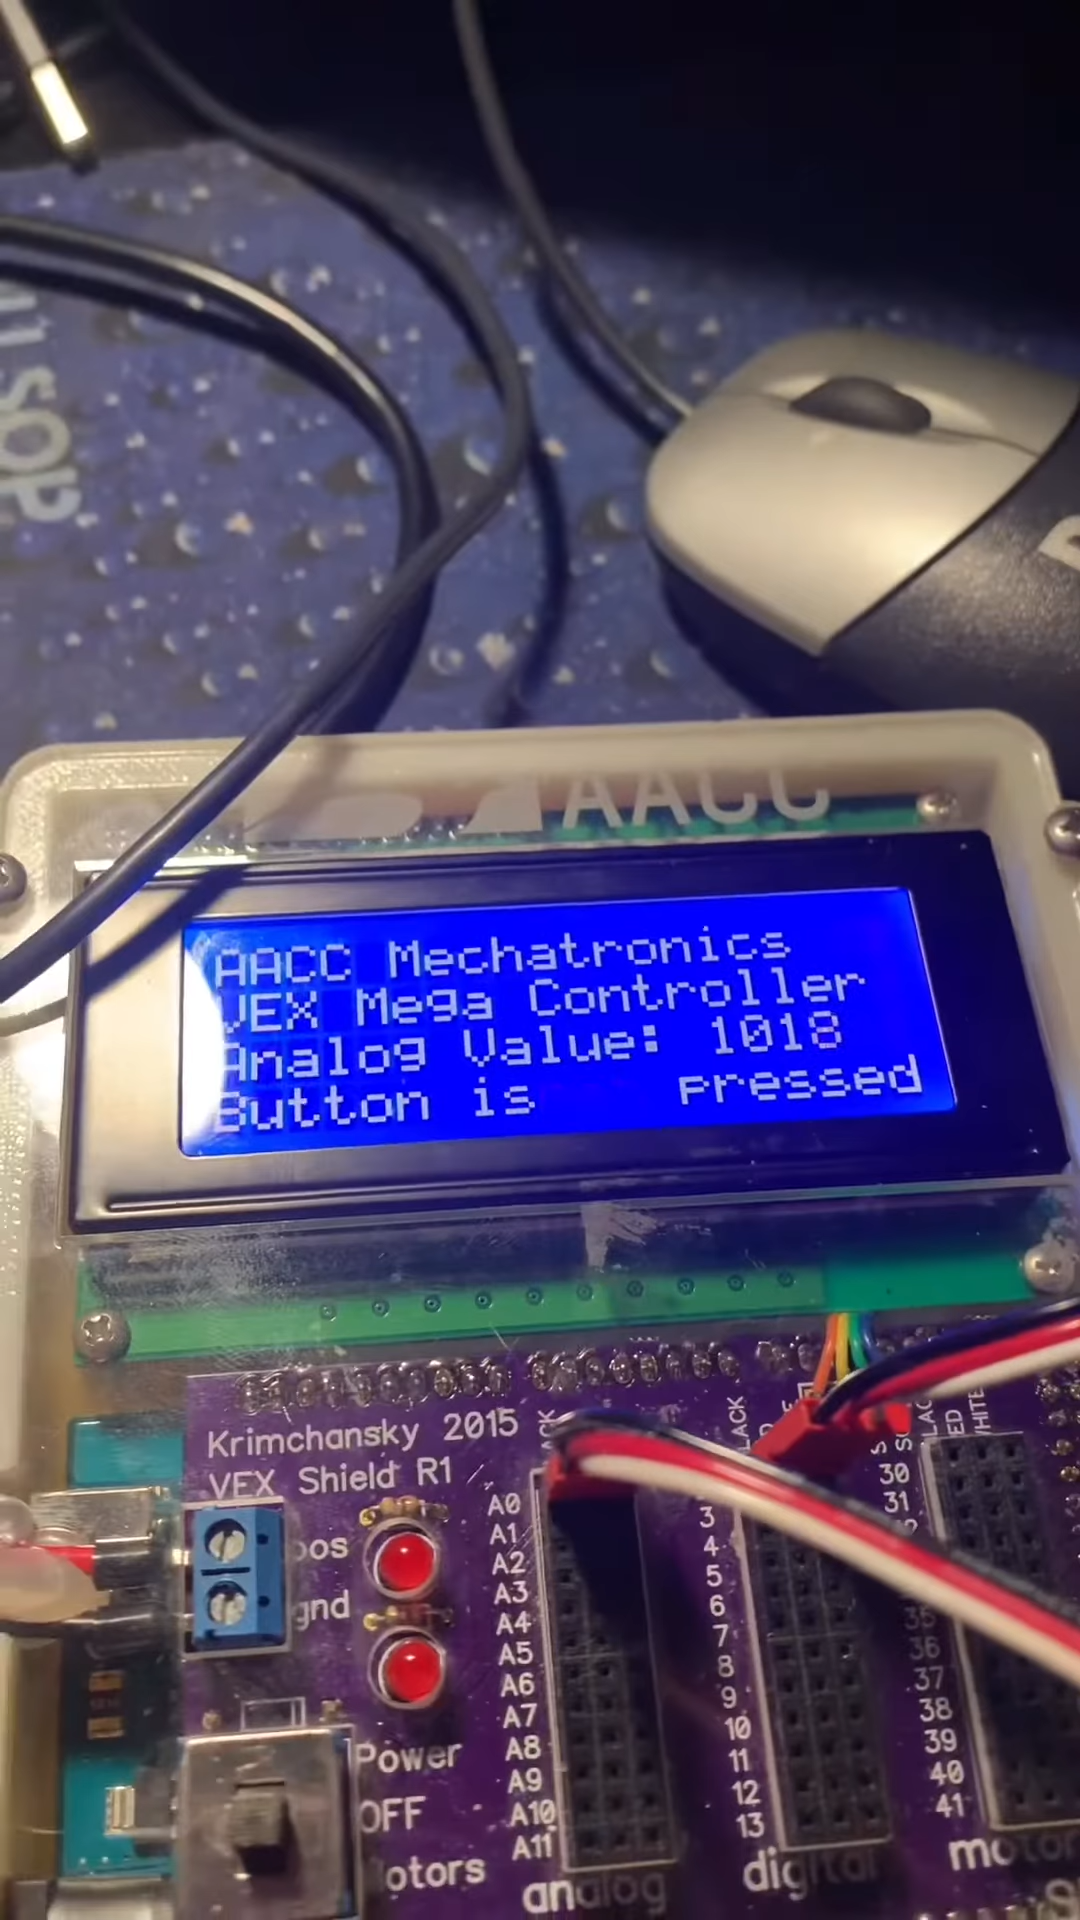 AACC
AACC Mechatronics
VEX Mega Controller
Analog Value: 1018
Button is pressed
Krimchansky 2015
VEX Shield R1
pos
gnd
Power
OFF
otors
A0
A1
A2
A3
A4
A5
A6
A7
A8
A9
A10
A11
analog
LACK
3
4
5
6
7
8
9
10
11
12
13
digital
30
31
35
36
37
38
39
40
41
motor